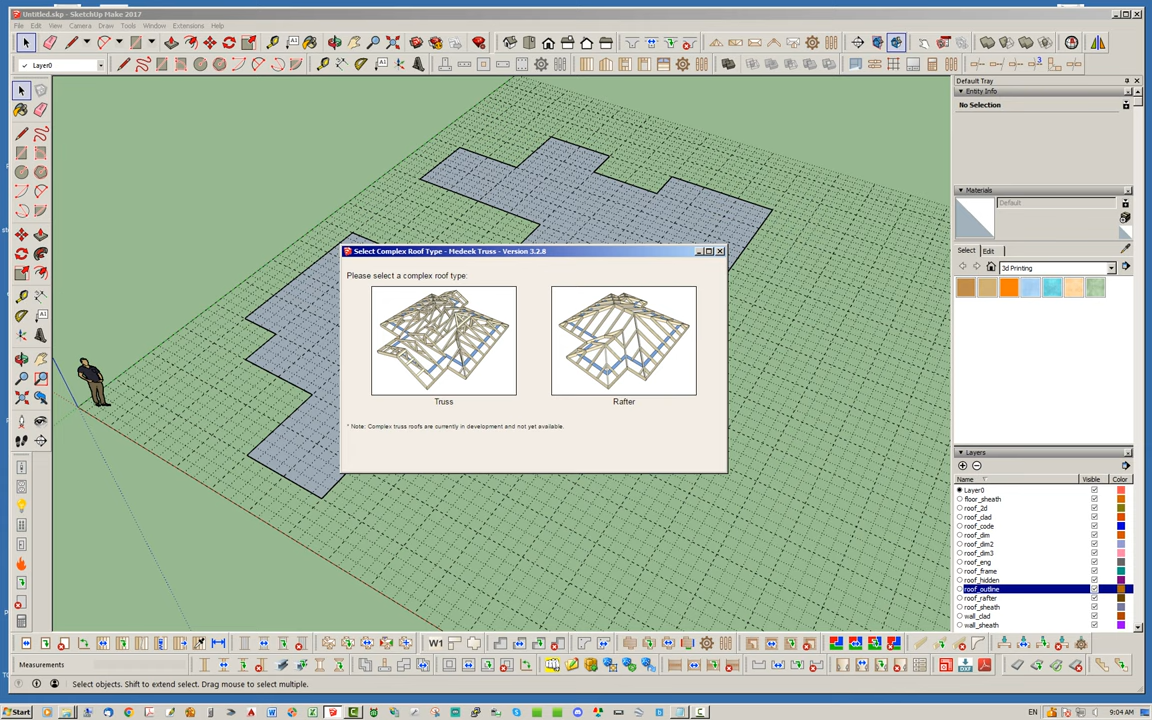 Untitled.skp - SketchUp Make 2017
File Edit View Camera Draw Tools Window Extensions Help
Layer0
Default Tray
Entity Info
No Selection
Materials
Default
Select Edit
3d Printing
Select Complex Roof Type - Medeek Truss - Version 3.2.8
Please select a complex roof type:
Truss
Rafter
* Note: Complex truss roofs are currently in development and not yet available.
Layers
Name Visible Color
Layer0
floor_sheath
roof_2d
roof_clad
roof_code
roof_dim
roof_dim2
roof_dim3
roof_eng
roof_frame
roof_hidden
roof_outline
roof_rafter
roof_sheath
wall_clad
wall_sheath
W1
DXF
Measurements
Select objects. Shift to extend select. Drag mouse to select multiple.
Start
EN
9:04 AM